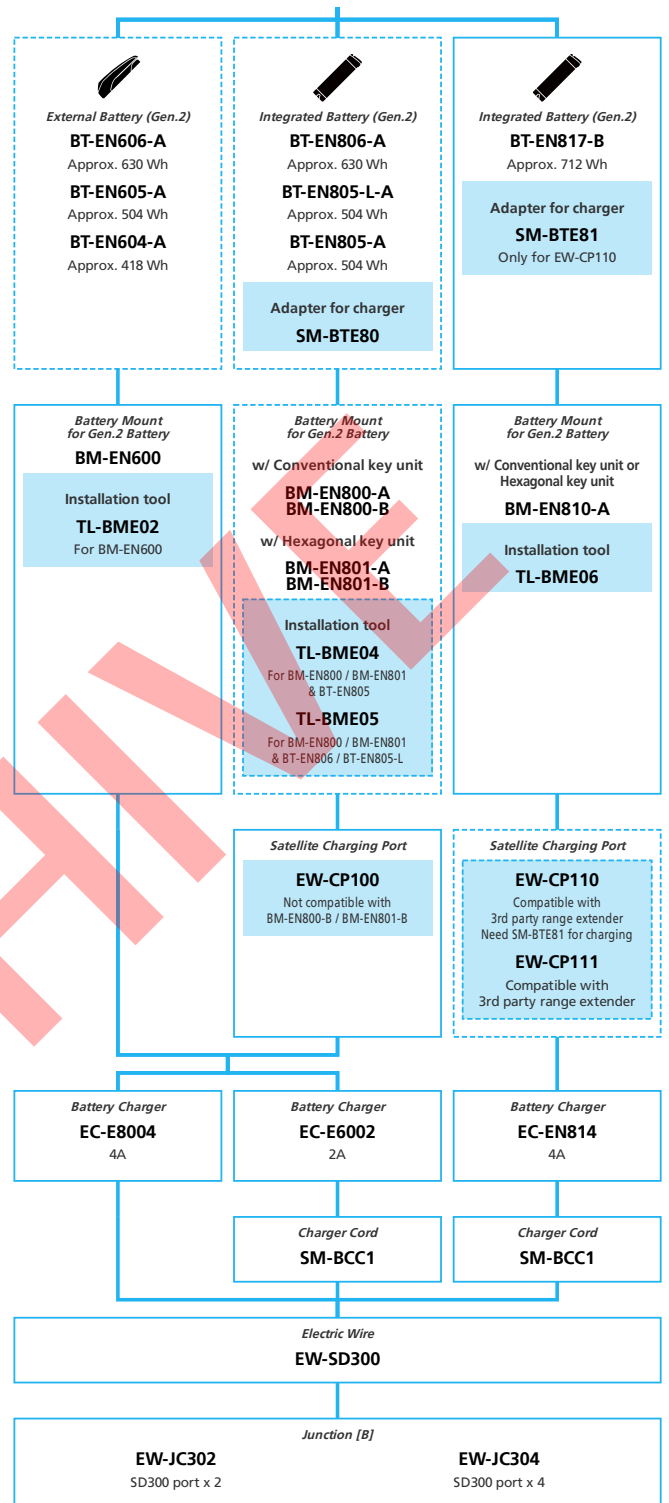 External Battery (Gen.2)
BT-EN606-A
Approx. 630 Wh
BT-EN605-A
Approx. 504 Wh
BT-EN604-A
Approx. 418 Wh
Integrated Battery (Gen.2)
BT-EN806-A
Approx. 630 Wh
BT-EN805-L-A
Approx. 504 Wh
BT-EN805-A
Approx. 504 Wh
Adapter for charger
SM-BTE80
Integrated Battery (Gen.2)
BT-EN817-B
Approx. 712 Wh
Adapter for charger
SM-BTE81
Only for EW-CP110
Battery Mount
for Gen.2 Battery
BM-EN600
Installation tool
TL-BME02
For BM-EN600
Battery Mount
for Gen.2 Battery
w/ Conventional key unit
BM-EN800-A
BM-EN800-B
w/ Hexagonal key unit
BM-EN801-A
BM-EN801-B
Installation tool
TL-BME04
For BM-EN800 / BM-EN801
& BT-EN805
TL-BME05
For BM-EN800 / BM-EN801
& BT-EN806 / BT-EN805-L
Battery Mount
for Gen.2 Battery
w/ Conventional key unit or
Hexagonal key unit
BM-EN810-A
Installation tool
TL-BME06
Satellite Charging Port
EW-CP100
Not compatible with
BM-EN800-B / BM-EN801-B
Satellite Charging Port
EW-CP110
Compatible with
3rd party range extender
Need SM-BTE81 for charging
EW-CP111
Compatible with
3rd party range extender
Battery Charger
EC-E8004
4A
Battery Charger
EC-E6002
2A
Battery Charger
EC-EN814
4A
Charger Cord
SM-BCC1
Charger Cord
SM-BCC1
Electric Wire
EW-SD300
Junction [B]
EW-JC302
SD300 port x 2
EW-JC304
SD300 port x 4
HIVE